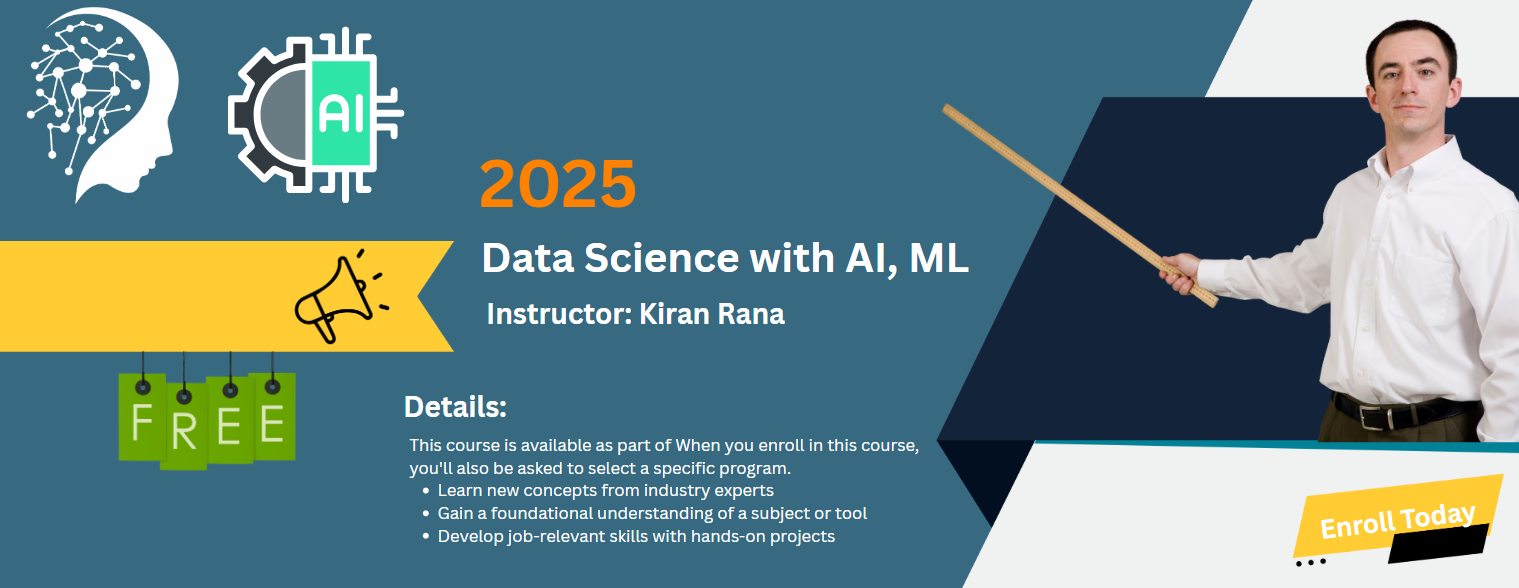 AI
2025
Data Science with AI, ML
Instructor: Kiran Rana
FREE
Details:
This course is available as part of When you enroll in this course,
you'll also be asked to select a specific program.
• Learn new concepts from industry experts
• Gain a foundational understanding of a subject or tool
• Develop job-relevant skills with hands-on projects
Enroll Today